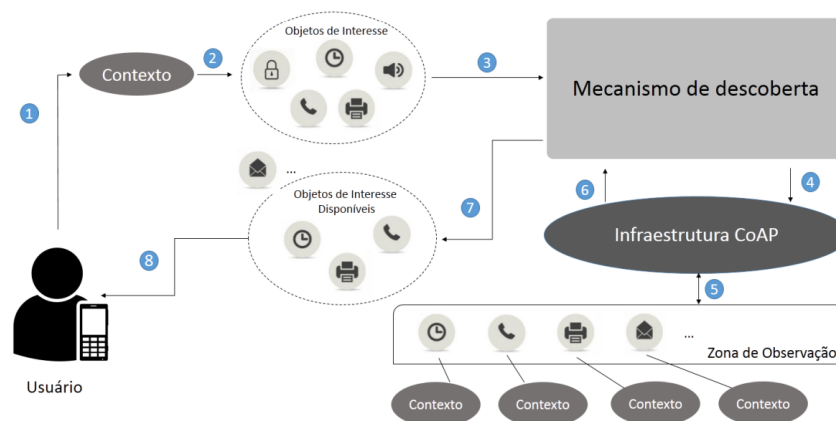 Objetos de Interesse
2
3
Contexto
Mecanismo de descoberta
1
...
Objetos de Interesse
Disponíveis
7
6
4
Infraestrutura CoAP
8
5
...
Zona de Observação
Usuário
Contexto
Contexto
Contexto
Contexto